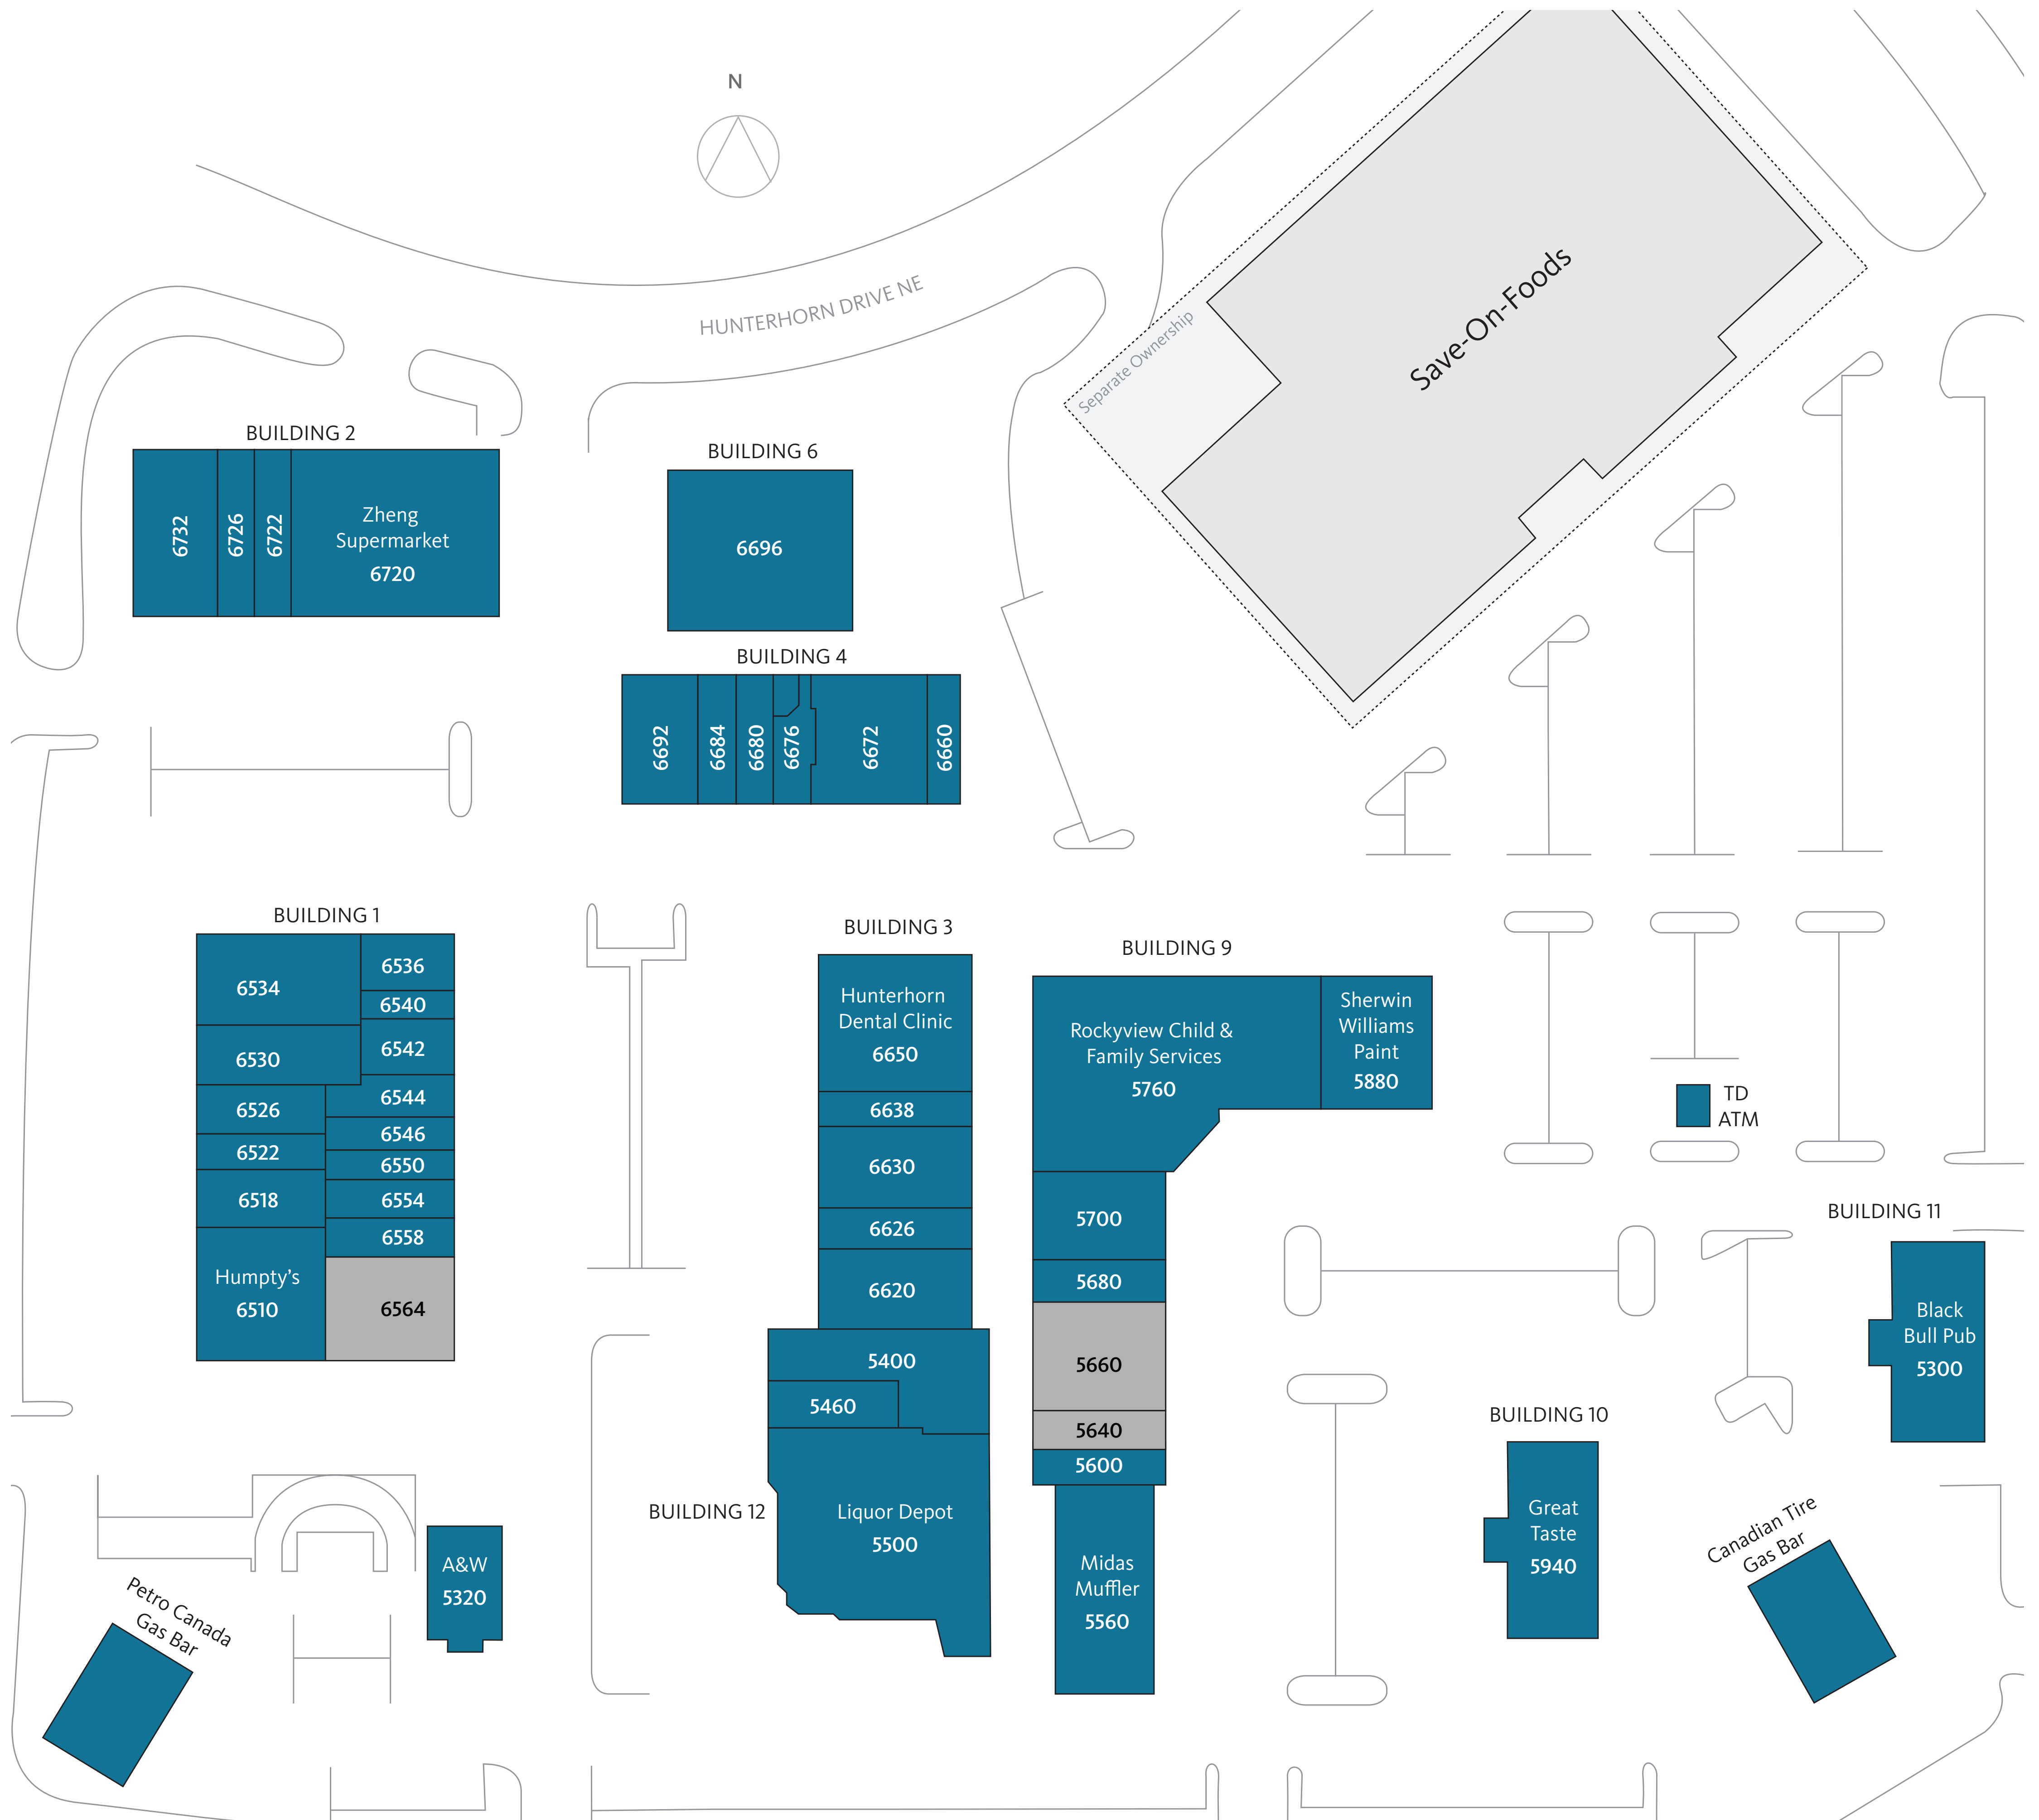 N
HUNTERHORN DRIVE NE
Separate Ownership
Save-On-Foods
BUILDING 2
6732
6726
6722
Zheng
Supermarket
6720
BUILDING 6
6696
BUILDING 4
6692
6684
6680
6676
6672
6660
BUILDING 1
6534
6536
6540
6530
6542
6526
6544
6546
6522
6550
6518
6554
6558
Humpty's
6510
6564
BUILDING 3
Hunterhorn
Dental Clinic
6650
6638
6630
6626
6620
5400
5460
BUILDING 12
Liquor Depot
5500
BUILDING 9
Rockyview Child &
Family Services
5760
Sherwin
Williams
Paint
5880
5700
5680
5660
5640
5600
Midas
Muffler
5560
TD
ATM
BUILDING 11
Black
Bull Pub
5300
BUILDING 10
Great
Taste
5940
Canadian Tire
Gas Bar
A&W
5320
Petro Canada
Gas Bar